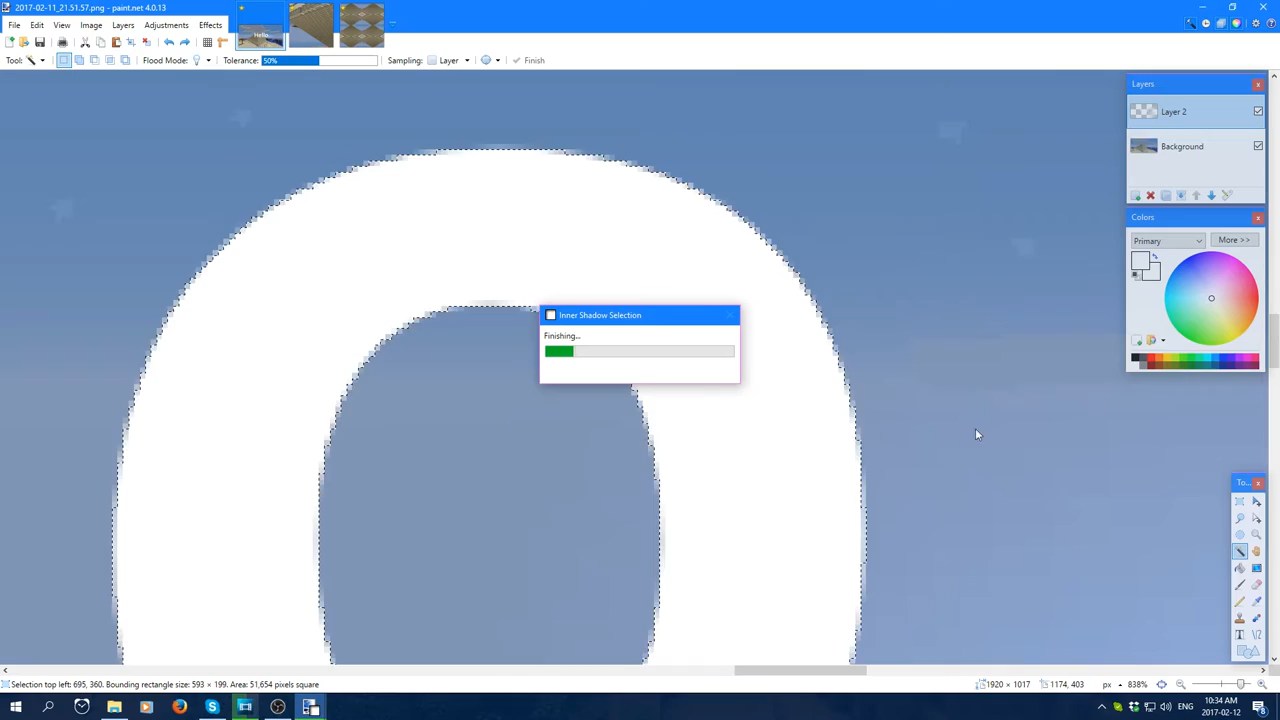 2017-02-11_21.51.57.png - paint.net 4.0.13
File Edit View Image Layers Adjustments Effects
Hello
Tool: Flood Mode: Tolerance: 50% Sampling: Layer Finish
Layers
Layer 2
Background
Colors
Primary More >>
Inner Shadow Selection
Finishing...
To...
Selection top left: 695, 360. Bounding rectangle size: 593 × 199. Area: 51,654 pixels square
1920 × 1017 1174, 403 px 838%
ENG 10:34 AM
2017-02-12
8